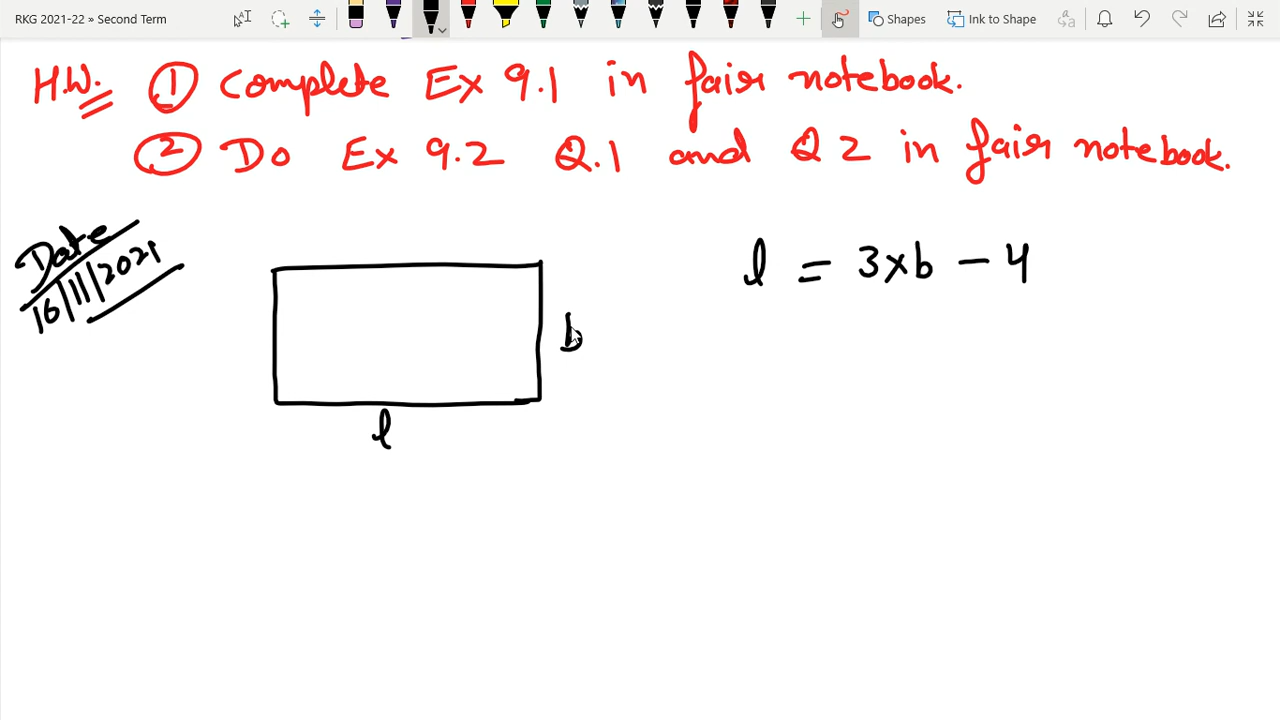 RKG 2021-22 » Second Term
Shapes
Ink to Shape
H.W. ① Complete Ex 9.1 in fair notebook.
② Do Ex 9.2 Q.1 and Q 2 in fair notebook.
Date
16/11/2021
l = 3xb - 4
b
l